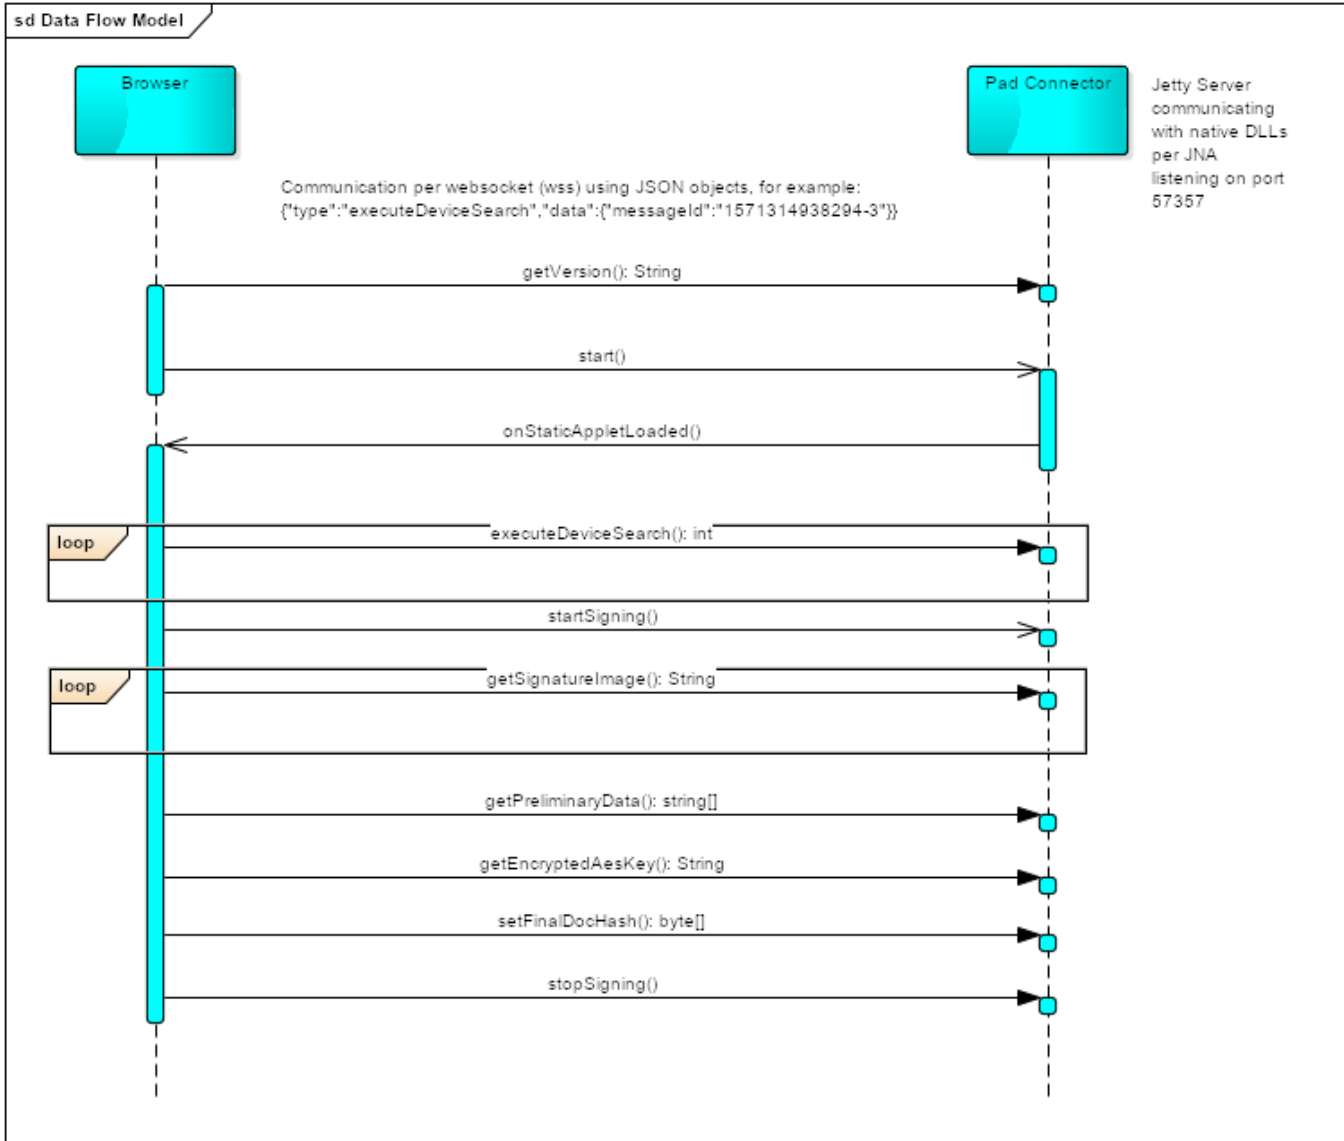 sd Data Flow Model
Browser
Pad Connector
Jetty Server
communicating
with native DLLs
per JNA
listening on port
57357
Communication per websocket (wss) using JSON objects, for example:
{"type":"executeDeviceSearch","data":{"messageId":"1571314938294-3"}}
getVersion(): String
start()
onStaticAppletLoaded()
loop
executeDeviceSearch(): int
startSigning()
loop
getSignatureImage(): String
getPreliminaryData(): string[]
getEncryptedAesKey(): String
setFinalDocHash(): byte[]
stopSigning()